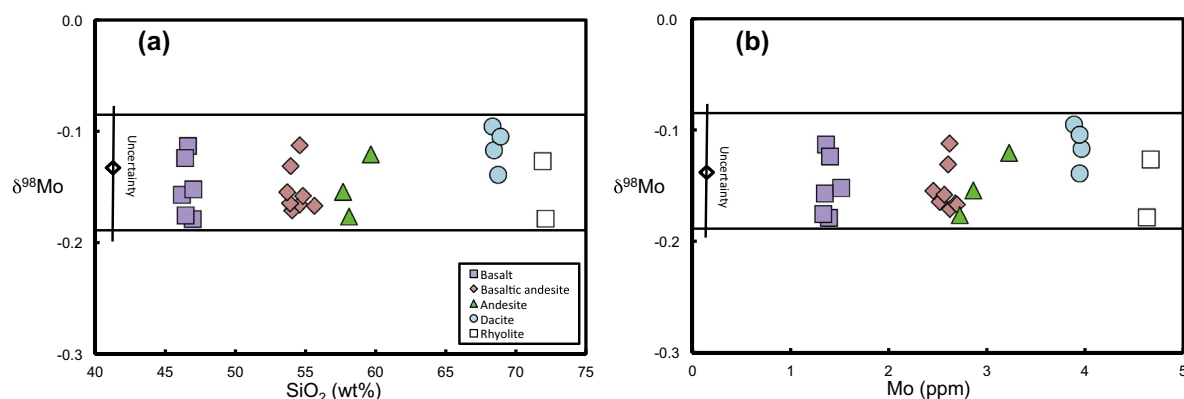 0.0
(a)
-0.1
δ98Mo
Uncertainty
-0.2
Basalt
Basaltic andesite
Andesite
Dacite
Rhyolite
-0.3
40 45 50 55 60 65 70 75
SiO2 (wt%)
0.0
(b)
-0.1
δ98Mo
Uncertainty
-0.2
-0.3
0 1 2 3 4 5
Mo (ppm)